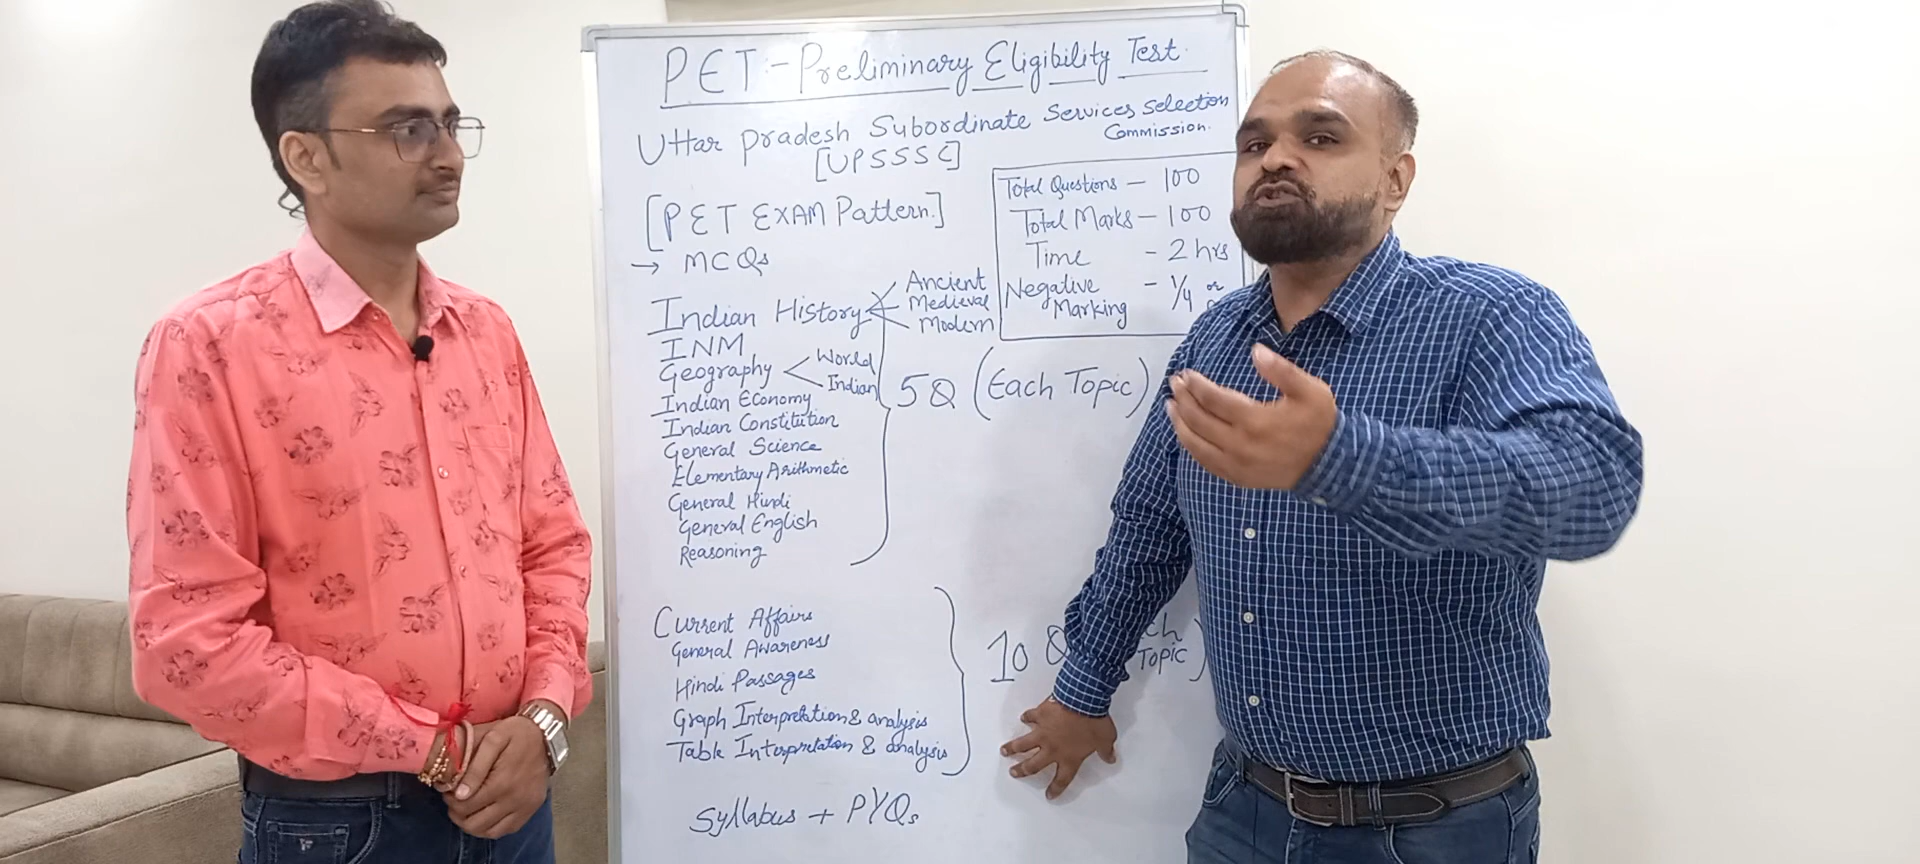 PET:- Preliminary Eligibility Test.
Uttar Pradesh Subordinate Services Selection
Commission.
[UPSSSC]
[PET EXAM Pattern.]
→ MCQs
Total Questions — 100
Total Marks — 100
Time - 2 hrs
Negative - 1/4 or
Marking
Indian History
Ancient
Medieval
Modern
INM
Geography
World
Indian
Indian Economy
Indian Constitution
General Science
Elementary Arithmetic
General Hindi
General English
Reasoning
5Q (Each Topic)
Current Affairs
General Awareness
Hindi Passages
Graph Interpretation & analysis
Table Interpretation & analysis
10 Q
Topic)
Syllabus + PYQs